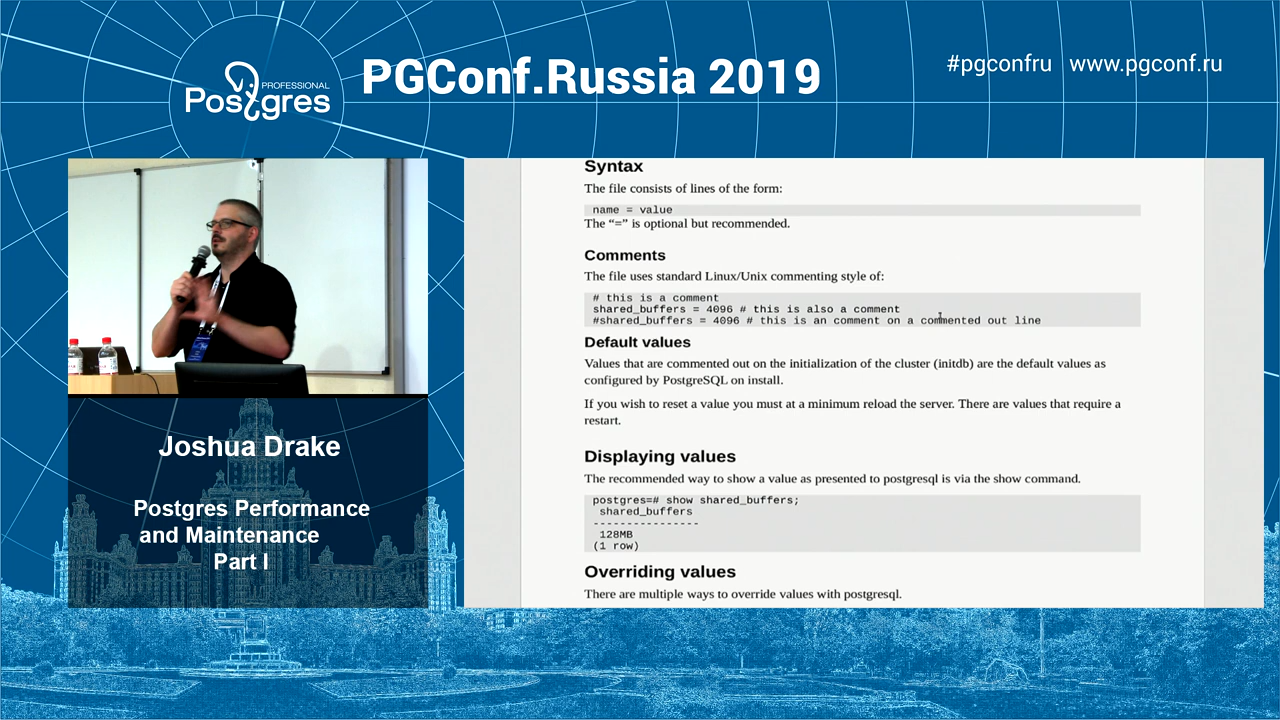 PROFESSIONAL
Postgres
PGConf.Russia 2019
#pgconfru www.pgconf.ru
Joshua Drake
Postgres Performance
and Maintenance
Part I
Syntax
The file consists of lines of the form:
name = value
The “=” is optional but recommended.
Comments
The file uses standard Linux/Unix commenting style of:
# this is a comment
shared_buffers = 4096 # this is also a comment
#shared_buffers = 4096 # this is an comment on a commented out line
Default values
Values that are commented out on the initialization of the cluster (initdb) are the default values as
configured by PostgreSQL on install.
If you wish to reset a value you must at a minimum reload the server. There are values that require a
restart.
Displaying values
The recommended way to show a value as presented to postgresql is via the show command.
postgres=# show shared_buffers;
shared_buffers
----------------
128MB
(1 row)
Overriding values
There are multiple ways to override values with postgresql.